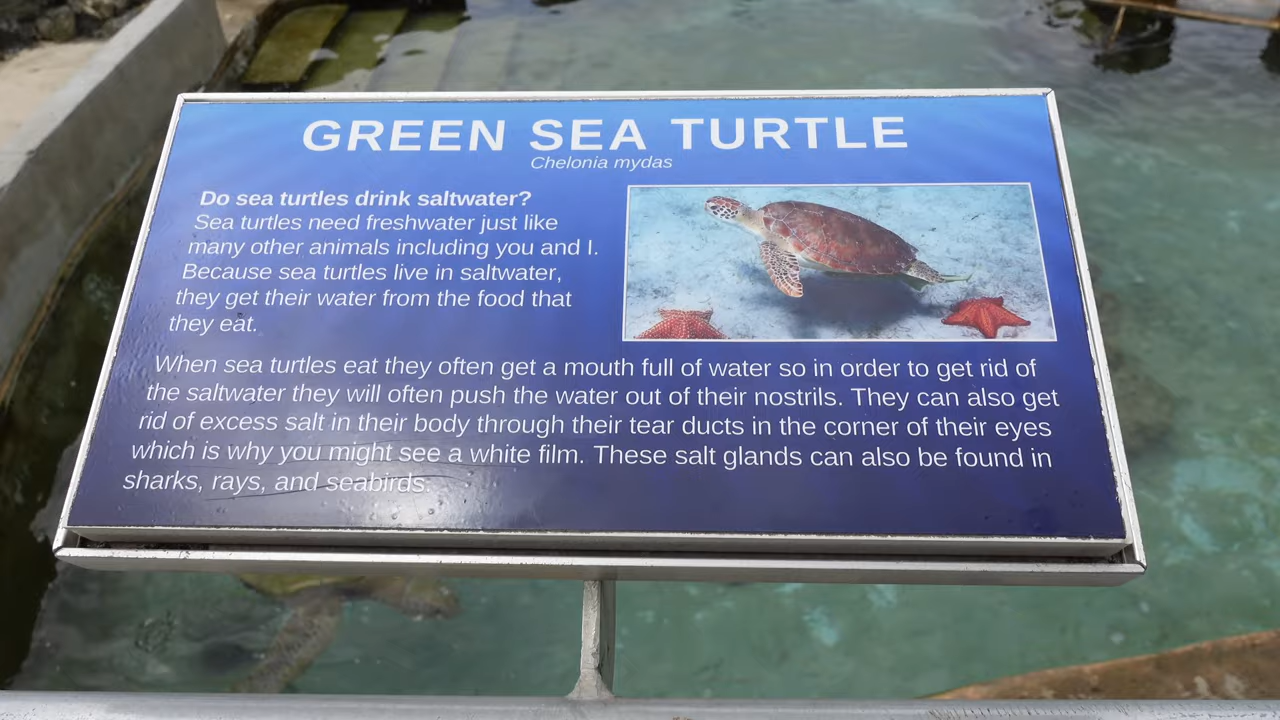 GREEN SEA TURTLE
Chelonia mydas
Do sea turtles drink saltwater?
Sea turtles need freshwater just like
many other animals including you and I.
Because sea turtles live in saltwater,
they get their water from the food that
they eat.
When sea turtles eat they often get a mouth full of water so in order to get rid of
the saltwater they will often push the water out of their nostrils. They can also get
rid of excess salt in their body through their tear ducts in the corner of their eyes
which is why you might see a white film. These salt glands can also be found in
sharks, rays, and seabirds.